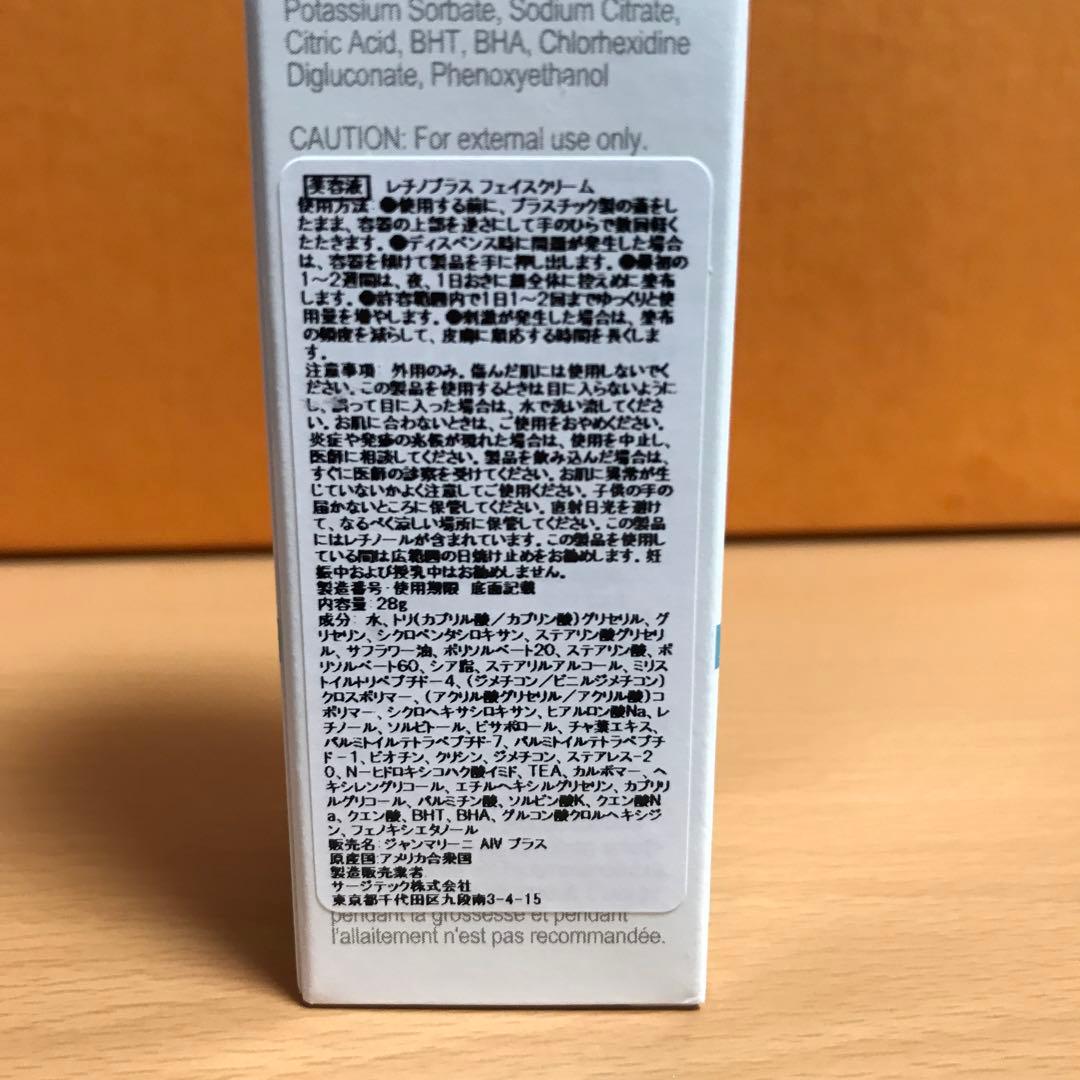 Potassium Sorbate, Sodium Citrate,
Citric Acid, BHT, BHA, Chlorhexidine
Digluconate, Phenoxyethanol
CAUTION: For external use only.
美容液 レチノプラス フェイスクリーム
使用方法: ●使用する前に、プラスチック製の蓋をし
たまま、容器の上部を逆さにして手のひらで数回軽く
たたきます。●ディスペンス時に問題が発生した場合
は、容器を傾けて製品を手に押し出します。●最初の
1〜2週間は、夜、1日おきに顔全体に控えめに塗布
します。●許容範囲内で1日1〜2回までゆっくりと使
用量を増やします。●刺激が発生した場合は、塗布
の頻度を減らして、皮膚に順応する時間を長くしま
す。
注意事項: 外用のみ。傷んだ肌には使用しないでく
ださい。この製品を使用するときは目に入らないように
し、誤って目に入った場合は、水で洗い流してくださ
い。お肌に合わないときは、ご使用をおやめください。
炎症や発疹の兆候が現れた場合は、使用を中止し、
医師に相談してください。製品を飲み込んだ場合は、
すぐに医師の診察を受けてください。お肌に異常が生
じていないかよく注意してご使用ください。子供の手の
届かないところに保管してください。直射日光を避け
て、なるべく涼しい場所に保管してください。この製品
にはレチノールが含まれています。この製品を使用し
ている間は広範囲の日焼け止めをお勧めします。妊
娠中および授乳中はお勧めしません。
製造番号・使用期限 底面記載
内容量: 28g
成分: 水、トリ(カプリル酸/カプリン酸)グリセリル、グ
リセリン、シクロペンタシロキサン、ステアリン酸グリセリ
ル、サフラワー油、ポリソルベート20、ステアリン酸、ポ
リソルベート60、シア脂、ステアリルアルコール、ミリス
トイルトリペプチドー4、(ジメチコン/ビニルジメチコン)
クロスポリマー、(アクリル酸グリセリル/アクリル酸)コ
ポリマー、シクロヘキサシロキサン、ヒアルロン酸Na、レ
チノール、ソルビトール、ビサボロール、チャ葉エキス、
パルミトイルテトラペプチド-7、パルミトイルテトラペプチ
ド-1、ビオチン、クリシン、ジメチコン、ステアレス-2
0、N-ヒドロキシコハク酸イミド、TEA、カルボマー、ヘ
キシレングリコール、エチルヘキシルグリセリン、カプリリ
ルグリコール、パルミチン酸、ソルビン酸K、クエン酸N
a、クエン酸、BHT、BHA、グルコン酸クロルヘキシジ
ン、フェノキシエタノール
販売名: ジャンマリーニ AIV プラス
原産国:アメリカ合衆国
製造販売業者:
サージテック株式会社
東京都千代田区九段南3-4-15
pendant la grossesse et pendant
l'allaitement n'est pas recommandée.